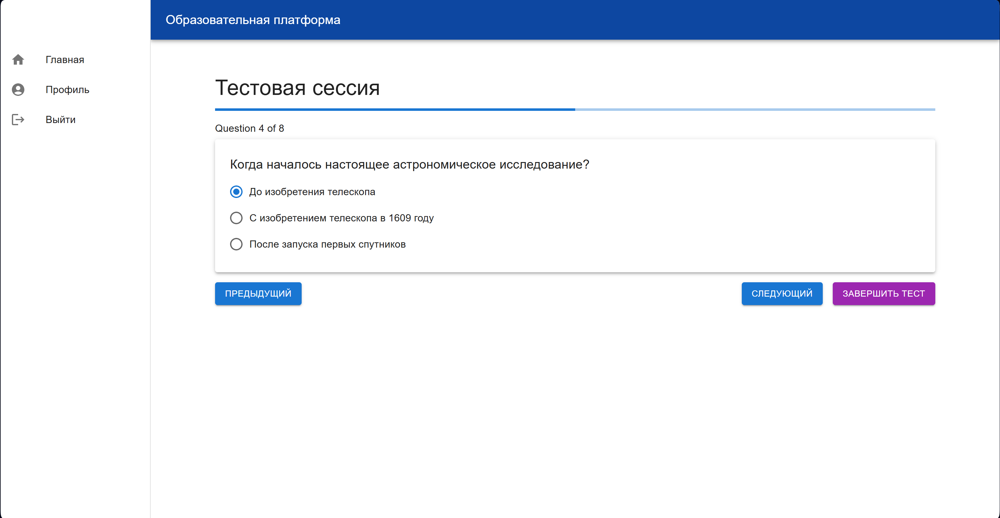 Образовательная платформа
Главная
Профиль
Выйти
Тестовая сессия
Question 4 of 8
Когда началось настоящее астрономическое исследование?
До изобретения телескопа
С изобретением телескопа в 1609 году
После запуска первых спутников
ПРЕДЫДУЩИЙ
СЛЕДУЮЩИЙ
ЗАВЕРШИТЬ ТЕСТ